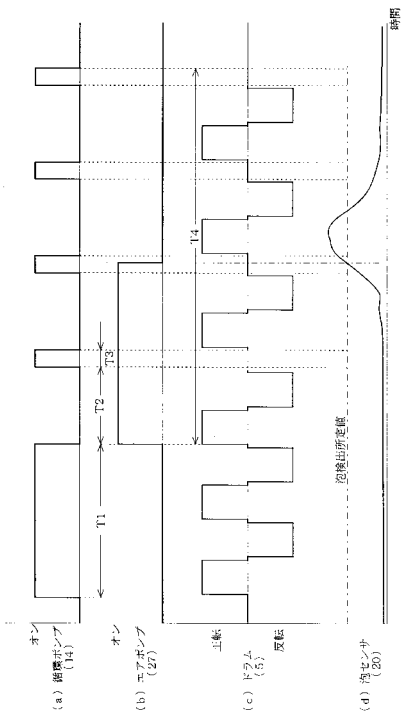 オン
(a) 循環ポンプ
(14)
T1
T2
T3
オン
(b) エアポンプ
(27)
T4
正転
(c) ドラム
(5)
反転
泡検出所定値
(d) 泡センサ
(20)
時間